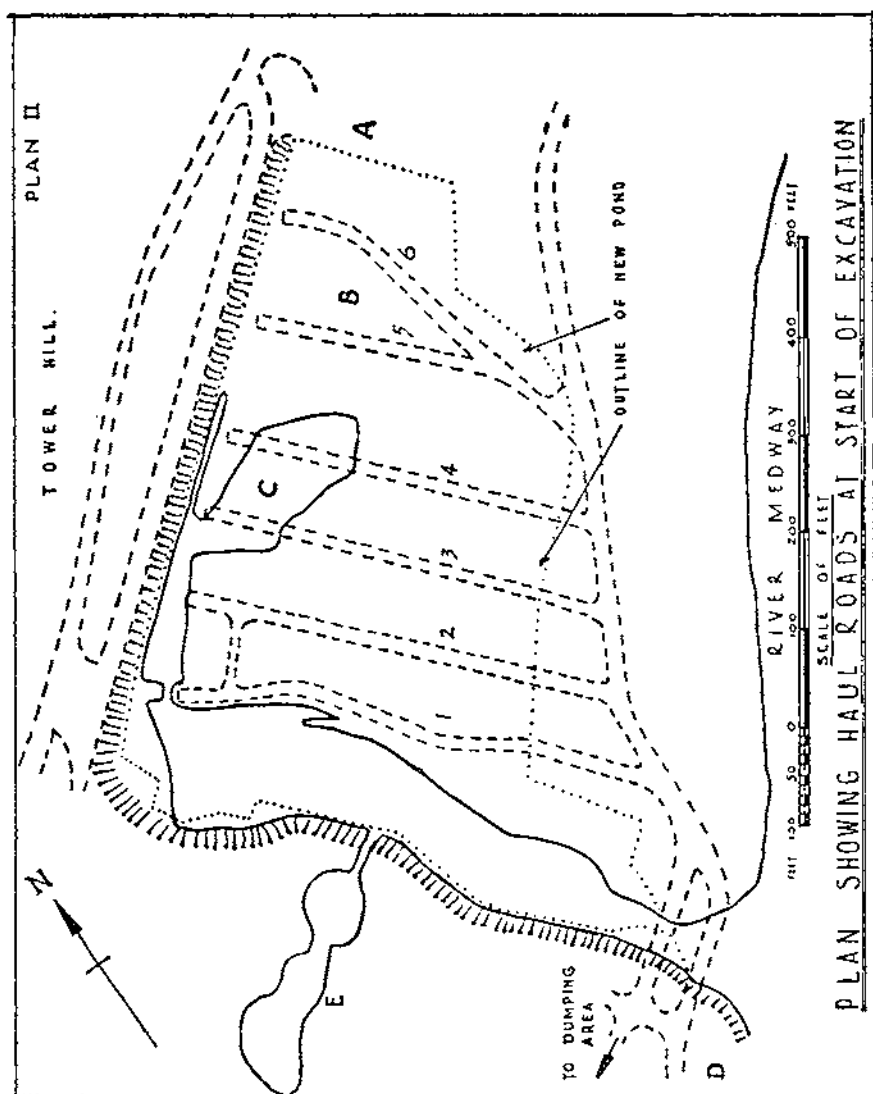 PLAN II
TOWER HILL.
N
A
B
C
D
E
1
2
3
4
5
6
OUTLINE OF NEW POND
TO DUMPING
AREA
RIVER MEDWAY
FEET 100 50 0 100 200 300 400 500 FEET
SCALE OF FEET
PLAN SHOWING HAUL ROADS AT START OF EXCAVATION